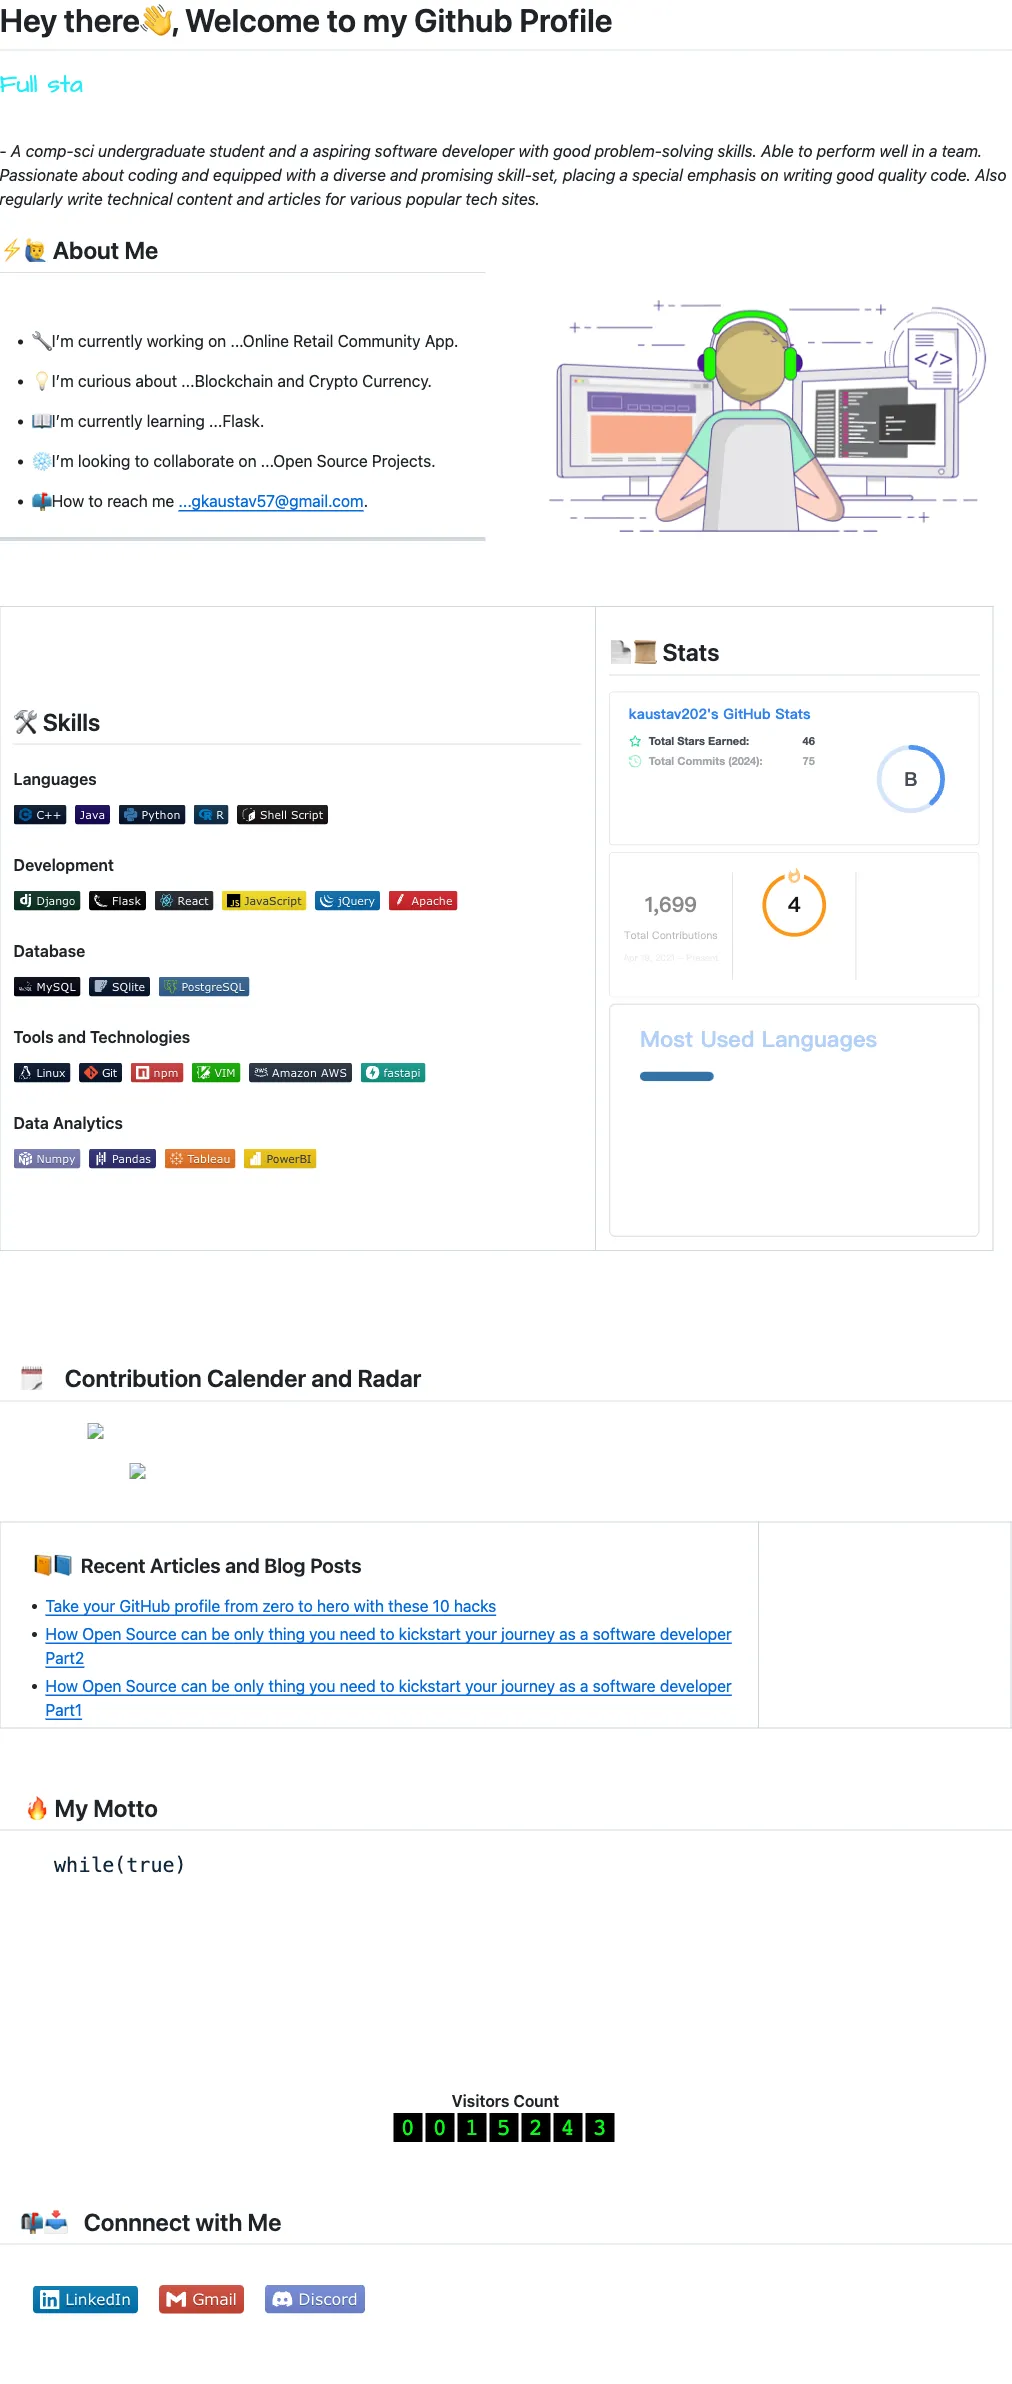 Hey there👋, Welcome to my Github Profile
Full sta
- A comp-sci undergraduate student and a aspiring software developer with good problem-solving skills. Able to perform well in a team.
Passionate about coding and equipped with a diverse and promising skill-set, placing a special emphasis on writing good quality code. Also
regularly write technical content and articles for various popular tech sites.
⚡🙋‍♂️ About Me
• 🔧I'm currently working on ...Online Retail Community App.
• 💡I'm curious about ...Blockchain and Crypto Currency.
• 📖I'm currently learning ...Flask.
• I'm looking to collaborate on ...Open Source Projects.
• 📬How to reach me ...gkaustav57@gmail.com.
</>
🛠 Skills
Languages
C++ Java Python R Shell Script
Development
dj Django Flask React JS JavaScript jQuery Apache
Database
MySQL SQlite PostgreSQL
Tools and Technologies
Linux Git npm VIM aws Amazon AWS fastapi
Data Analytics
Numpy Pandas Tableau PowerBI
Stats
kaustav202's GitHub Stats
Total Stars Earned: 46
Total Commits (2024): 75
B
1,699
Total Contributions
Apr 18, 2021 - Present
4
Most Used Languages
Contribution Calender and Radar
📙📘 Recent Articles and Blog Posts
• Take your GitHub profile from zero to hero with these 10 hacks
• How Open Source can be only thing you need to kickstart your journey as a software developer
Part2
• How Open Source can be only thing you need to kickstart your journey as a software developer
Part1
🔥 My Motto
while(true)
Visitors Count
0 0 1 5 2 4 3
📬📥 Connnect with Me
in LinkedIn Gmail Discord